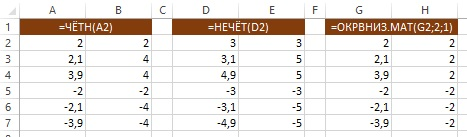 A B C D E F G H
1 =ЧЁТН(A2) =НЕЧЁТ(D2) =ОКРВНИЗ.МАТ(G2;2;1)
2 2 2 3 3 2 2
3 2,1 4 3,1 5 2,1 2
4 3,9 4 4,9 5 3,9 2
5 -2 -2 -3 -3 -2 -2
6 -2,1 -4 -3,1 -5 -2,1 -2
7 -3,9 -4 -4,9 -5 -3,9 -2